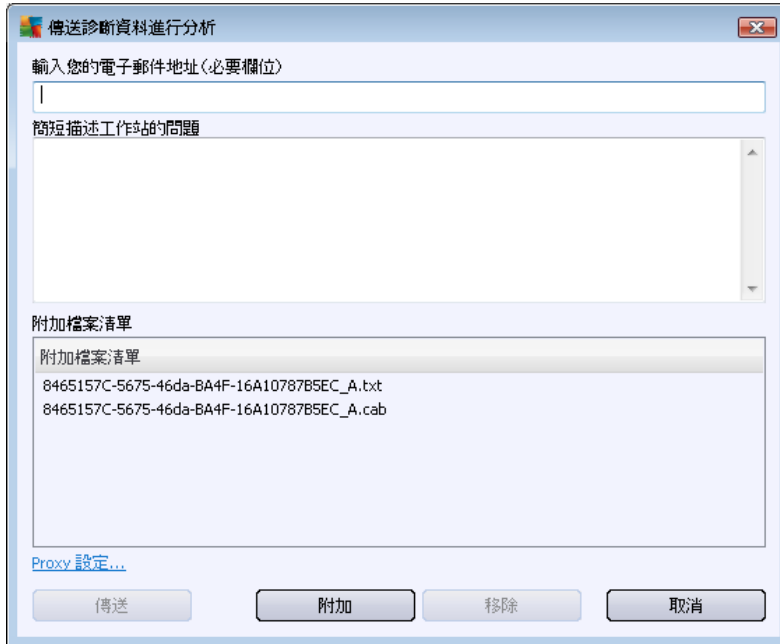 傳送診斷資料進行分析
輸入您的電子郵件地址(必要欄位)
簡短描述工作站的問題
附加檔案清單
附加檔案清單
8465157C-5675-46da-BA4F-16A10787B5EC_A.txt
8465157C-5675-46da-BA4F-16A10787B5EC_A.cab
Proxy 設定...
傳送 附加 移除 取消